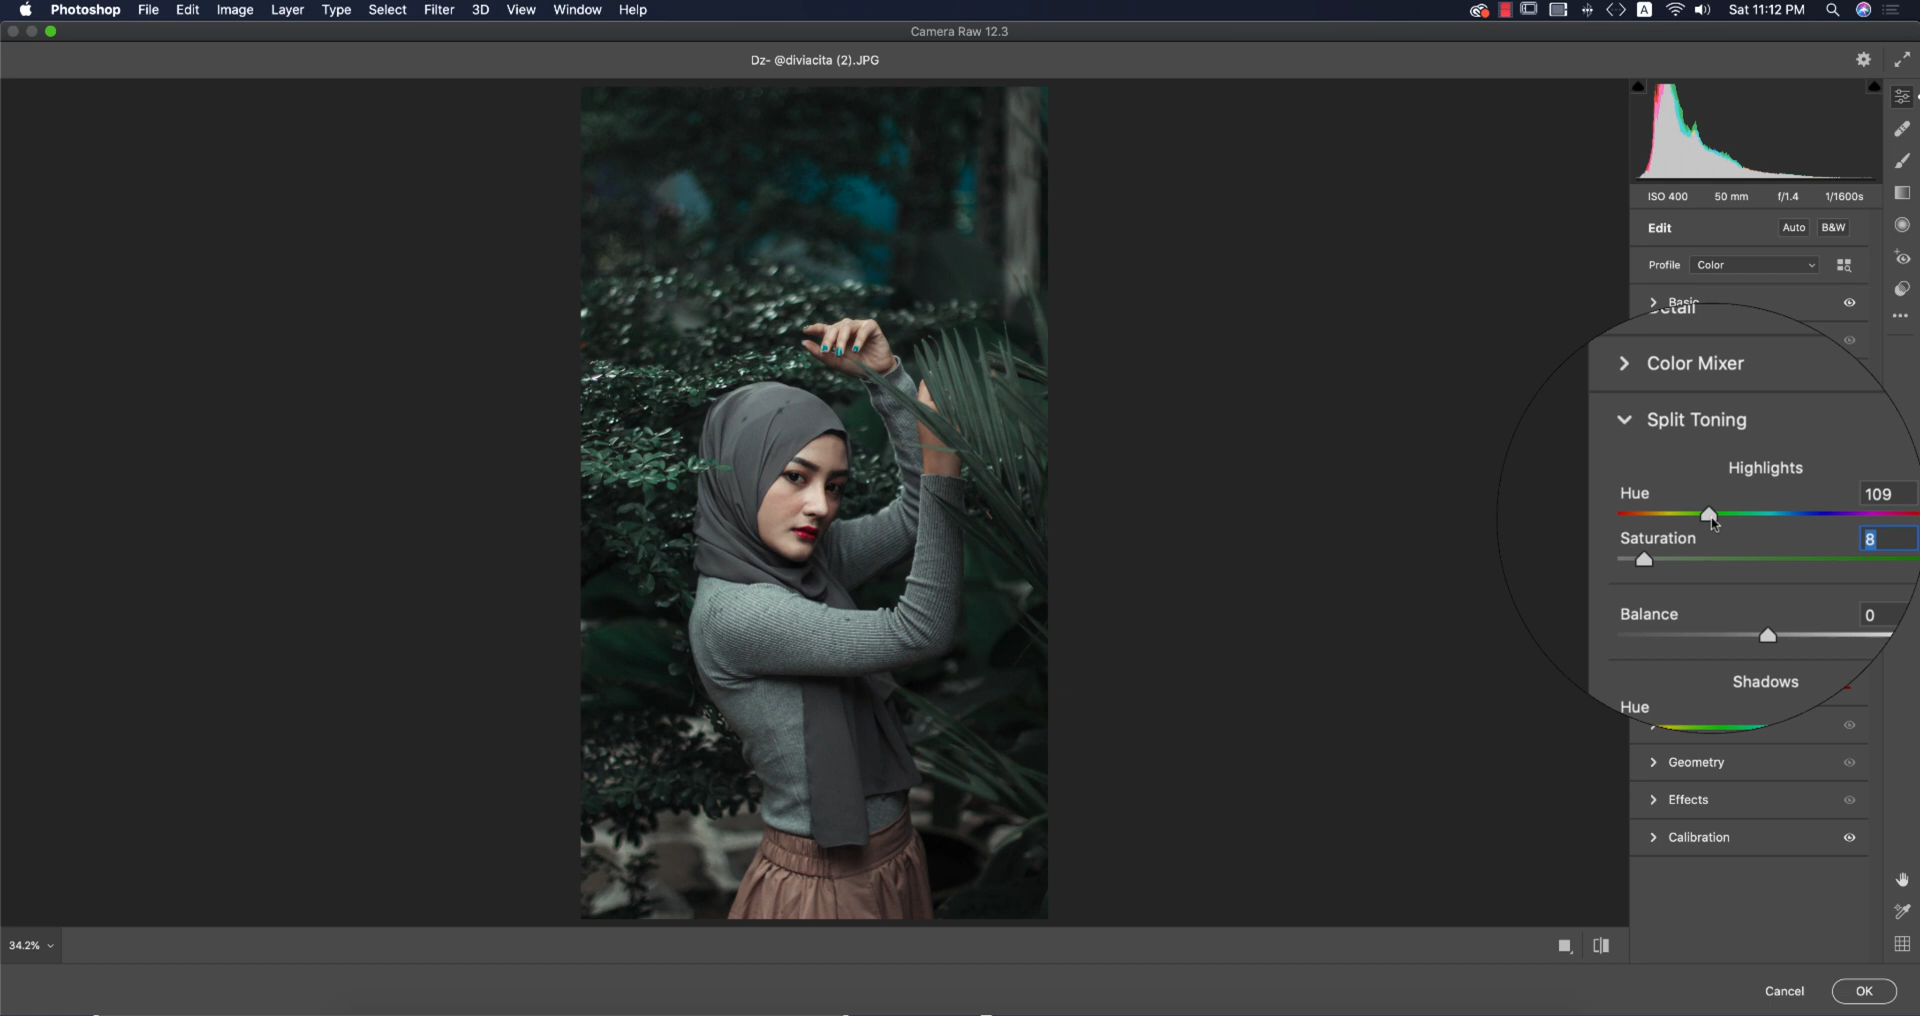 Photoshop File Edit Image Layer Type Select Filter 3D View Window Help
A Sat 11:12 PM
Camera Raw 12.3
Dz- @diviacita (2).JPG
ISO 400 50 mm f/1.4 1/1600s
Edit Auto B&W
Profile Color
Basic
Detail
Color Mixer
Split Toning
Highlights
Hue 109
Saturation 8
Balance 0
Shadows
Hue
Geometry
Effects
Calibration
34.2%
Cancel OK